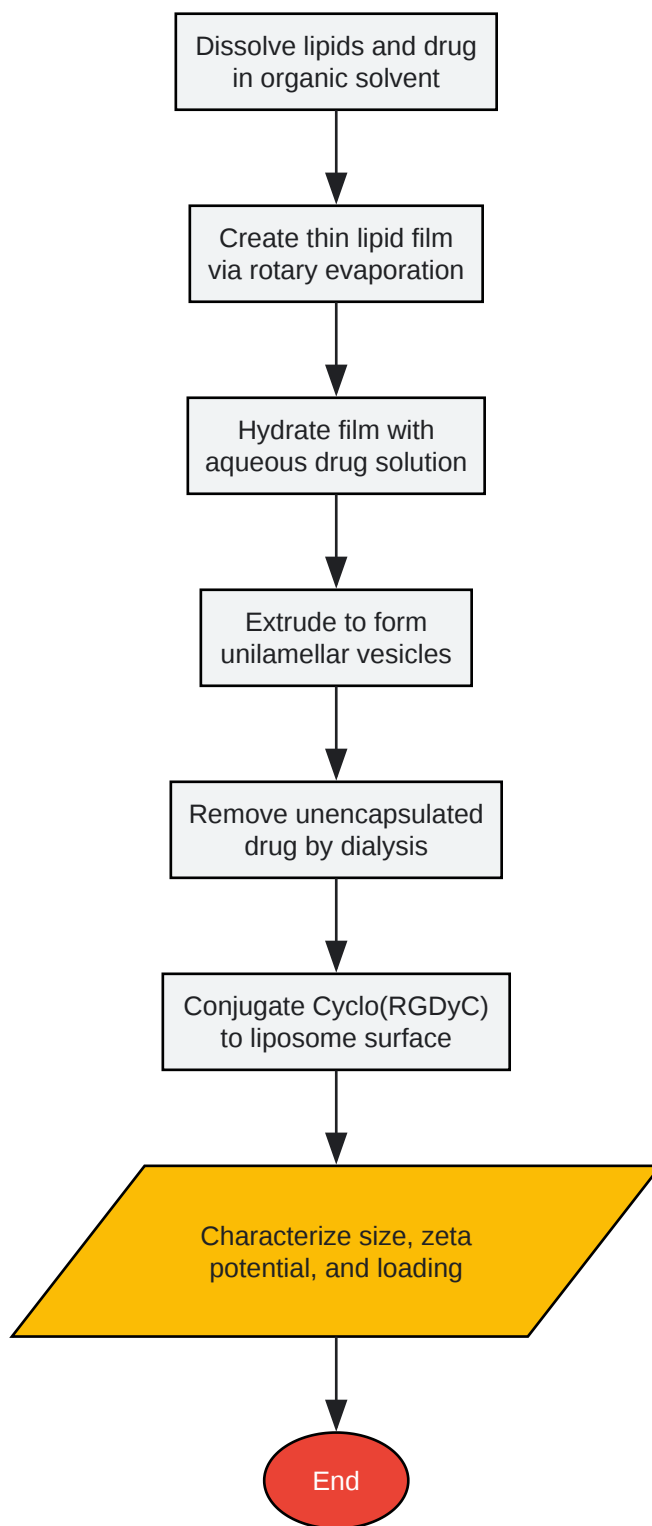 Dissolve lipids and drug
in organic solvent
Create thin lipid film
via rotary evaporation
Hydrate film with
aqueous drug solution
Extrude to form
unilamellar vesicles
Remove unencapsulated
drug by dialysis
Conjugate Cyclo(RGDyC)
to liposome surface
Characterize size, zeta
potential, and loading
End